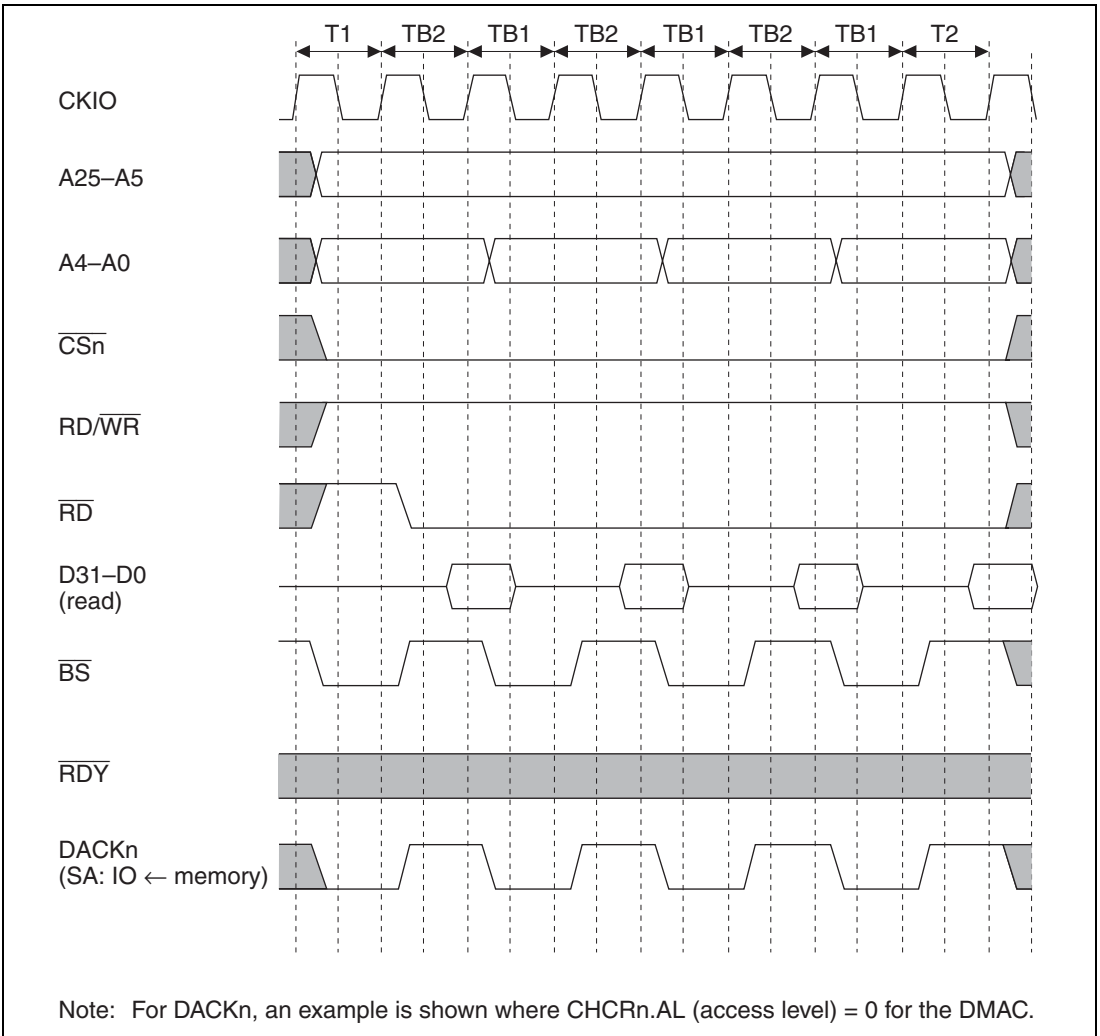 T1 TB2 TB1 TB2 TB1 TB2 TB1 T2
CKIO
A25–A5
A4–A0
CSn
RD/WR
RD
D31–D0
(read)
BS
RDY
DACKn
(SA: IO ← memory)
Note: For DACKn, an example is shown where CHCRn.AL (access level) = 0 for the DMAC.